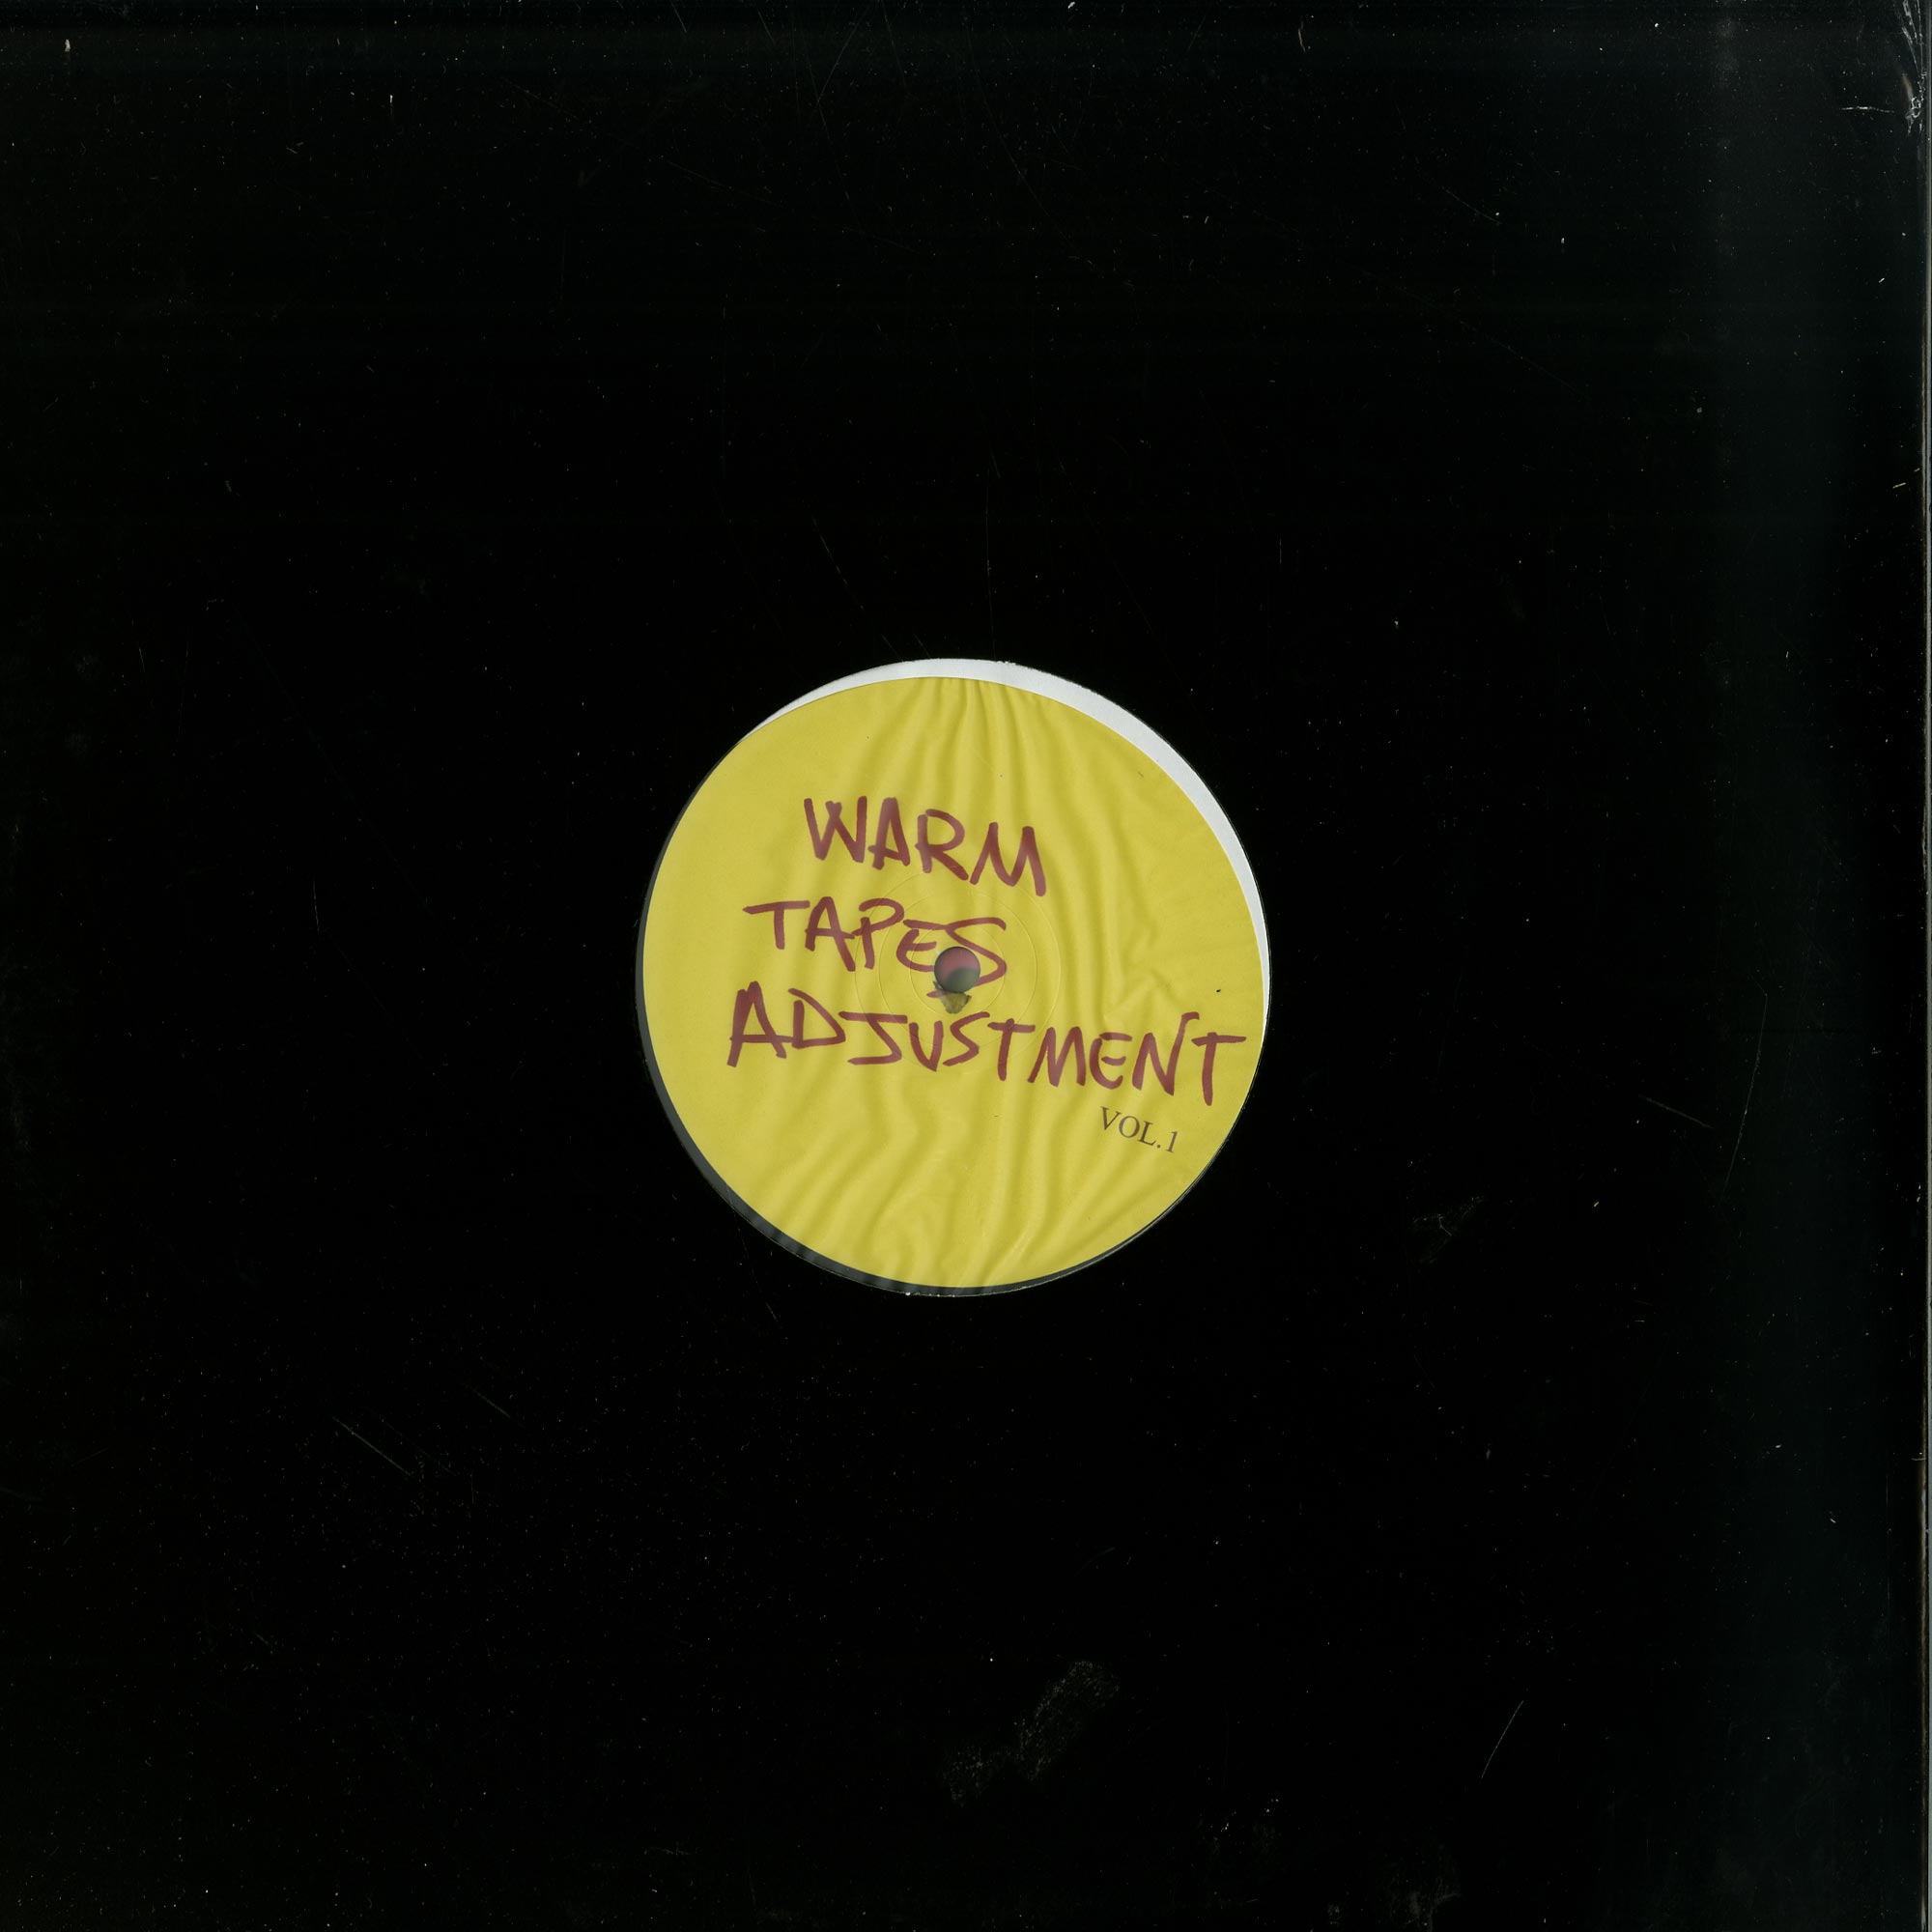 WARM
TAPES
ADJUSTMENT
VOL.1